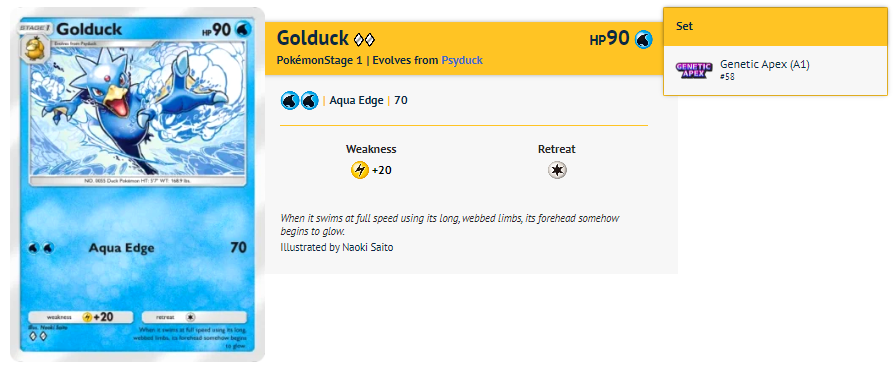 STAGE 1
Golduck
HP 90
Evolves from Psyduck
NO. 0055 Duck Pokémon HT: 5'7" WT: 168.9 lbs.
Aqua Edge 70
weakness +20 retreat
Illus. Naoki Saito
When it swims at full speed using its long,
webbed limbs, its forehead somehow begins
to glow.
Golduck
HP90
PokémonStage 1 | Evolves from Psyduck
| Aqua Edge | 70
Weakness Retreat
+20
When it swims at full speed using its long, webbed limbs, its forehead somehow
begins to glow.
Illustrated by Naoki Saito
Set
GENETIC
APEX
Genetic Apex (A1)
#58